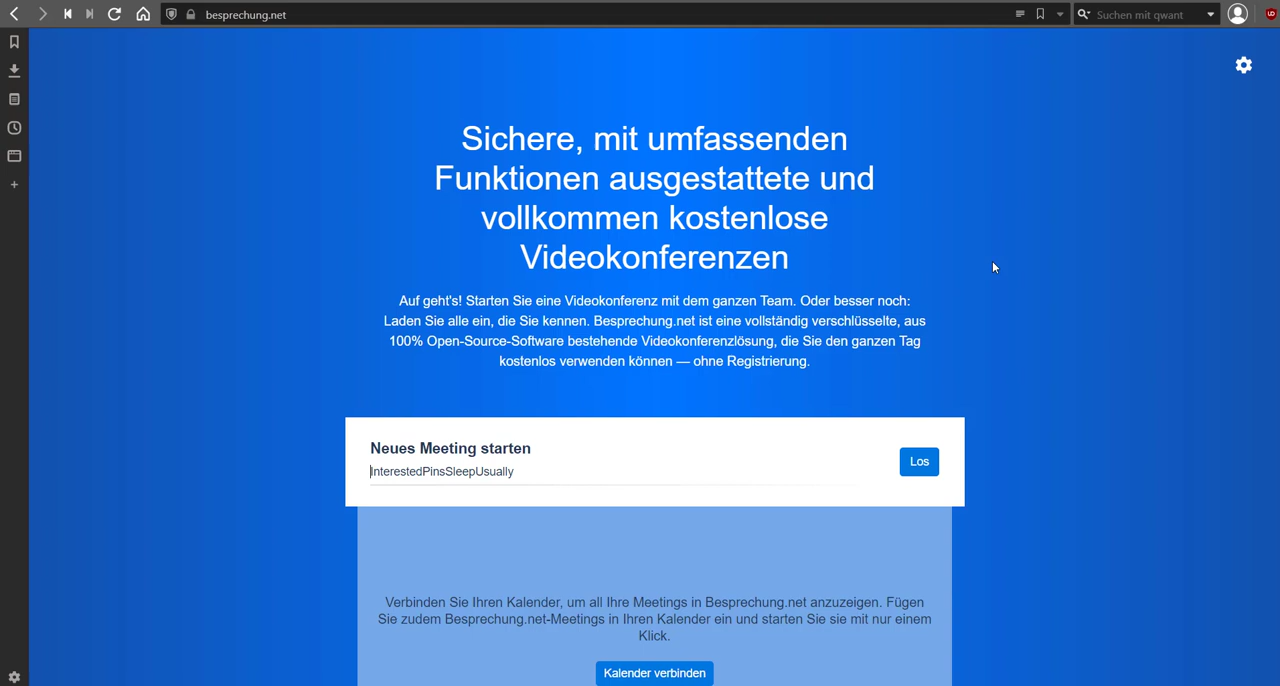 besprechung.net
Suchen mit qwant
Sichere, mit umfassenden
Funktionen ausgestattete und
vollkommen kostenlose
Videokonferenzen
Auf geht's! Starten Sie eine Videokonferenz mit dem ganzen Team. Oder besser noch:
Laden Sie alle ein, die Sie kennen. Besprechung.net ist eine vollständig verschlüsselte, aus
100% Open-Source-Software bestehende Videokonferenzlösung, die Sie den ganzen Tag
kostenlos verwenden können — ohne Registrierung.
Neues Meeting starten
InterestedPinsSleepUsually
Los
Verbinden Sie Ihren Kalender, um all Ihre Meetings in Besprechung.net anzuzeigen. Fügen
Sie zudem Besprechung.net-Meetings in Ihren Kalender ein und starten Sie sie mit nur einem
Klick.
Kalender verbinden